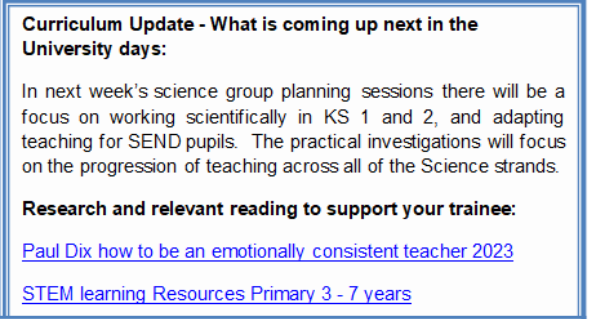 Curriculum Update - What is coming up next in the
University days:
In next week's science group planning sessions there will be a
focus on working scientifically in KS 1 and 2, and adapting
teaching for SEND pupils. The practical investigations will focus
on the progression of teaching across all of the Science strands.
Research and relevant reading to support your trainee:
Paul Dix how to be an emotionally consistent teacher 2023
STEM learning Resources Primary 3 - 7 years